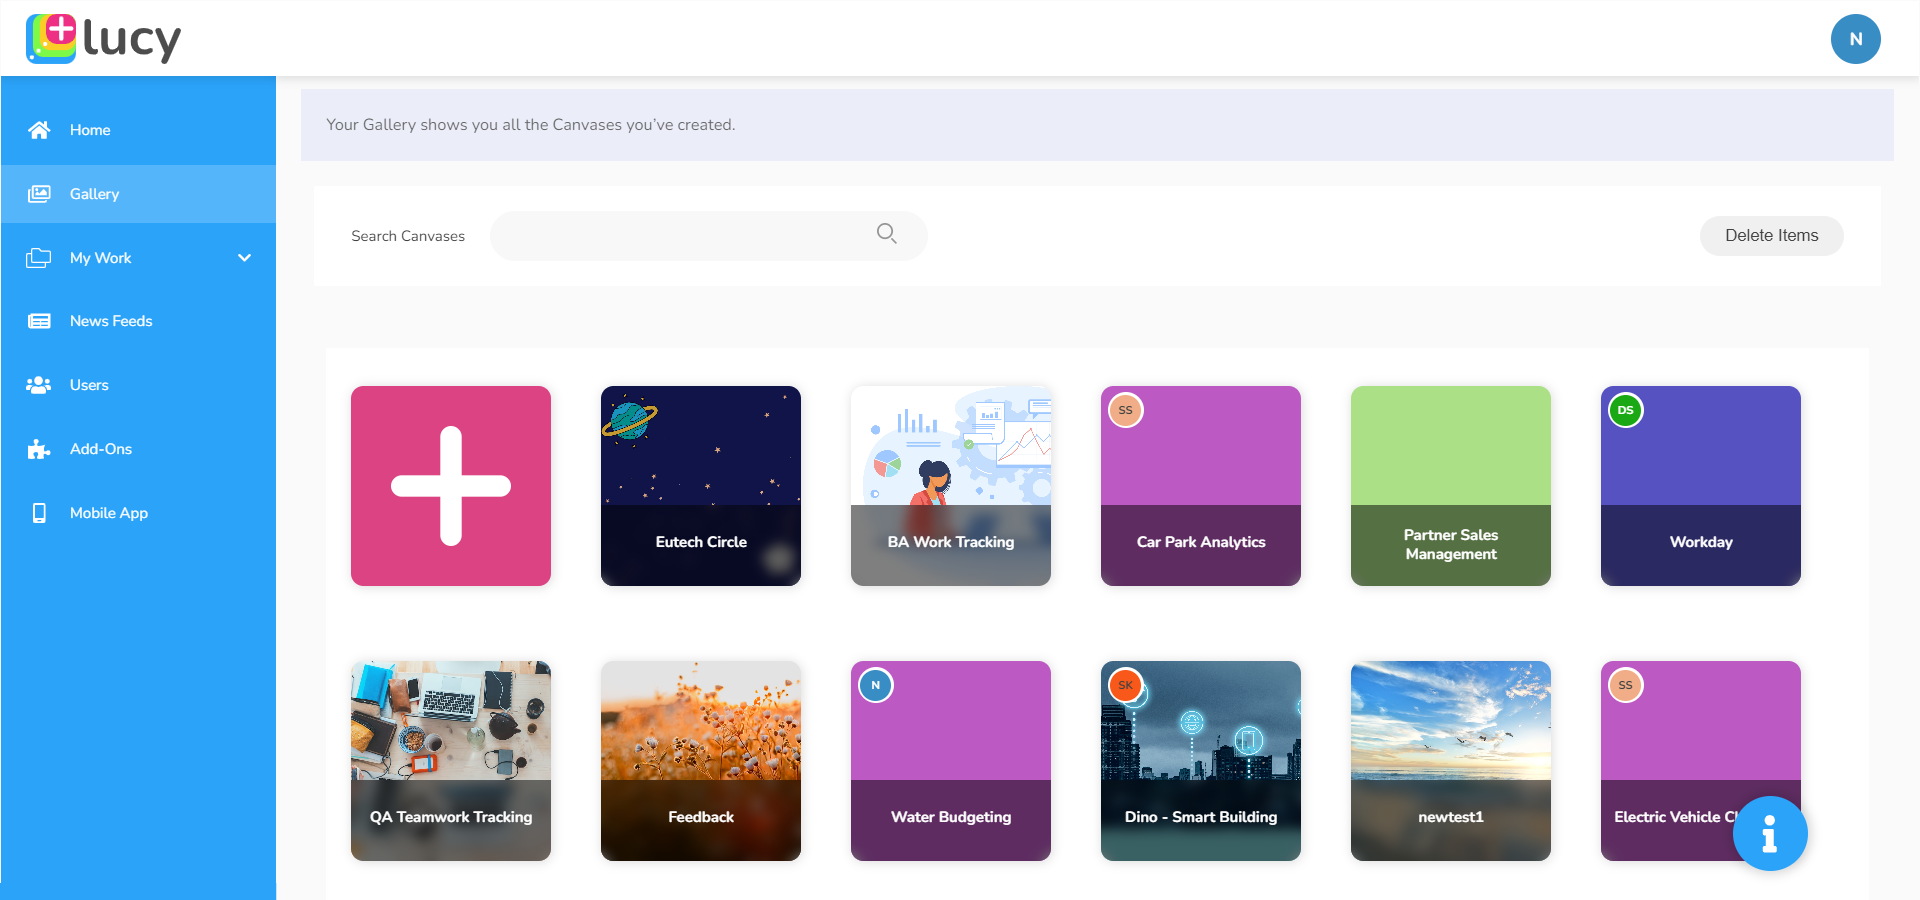 lucy
N
Home
Gallery
My Work
News Feeds
Users
Add-Ons
Mobile App
Your Gallery shows you all the Canvases you've created.
Search Canvases
Delete Items
Eutech Circle
BA Work Tracking
SS
Car Park Analytics
Partner Sales
Management
DS
Workday
QA Teamwork Tracking
Feedback
N
Water Budgeting
SK
Dino - Smart Building
newtest1
SS
Electric Vehicle